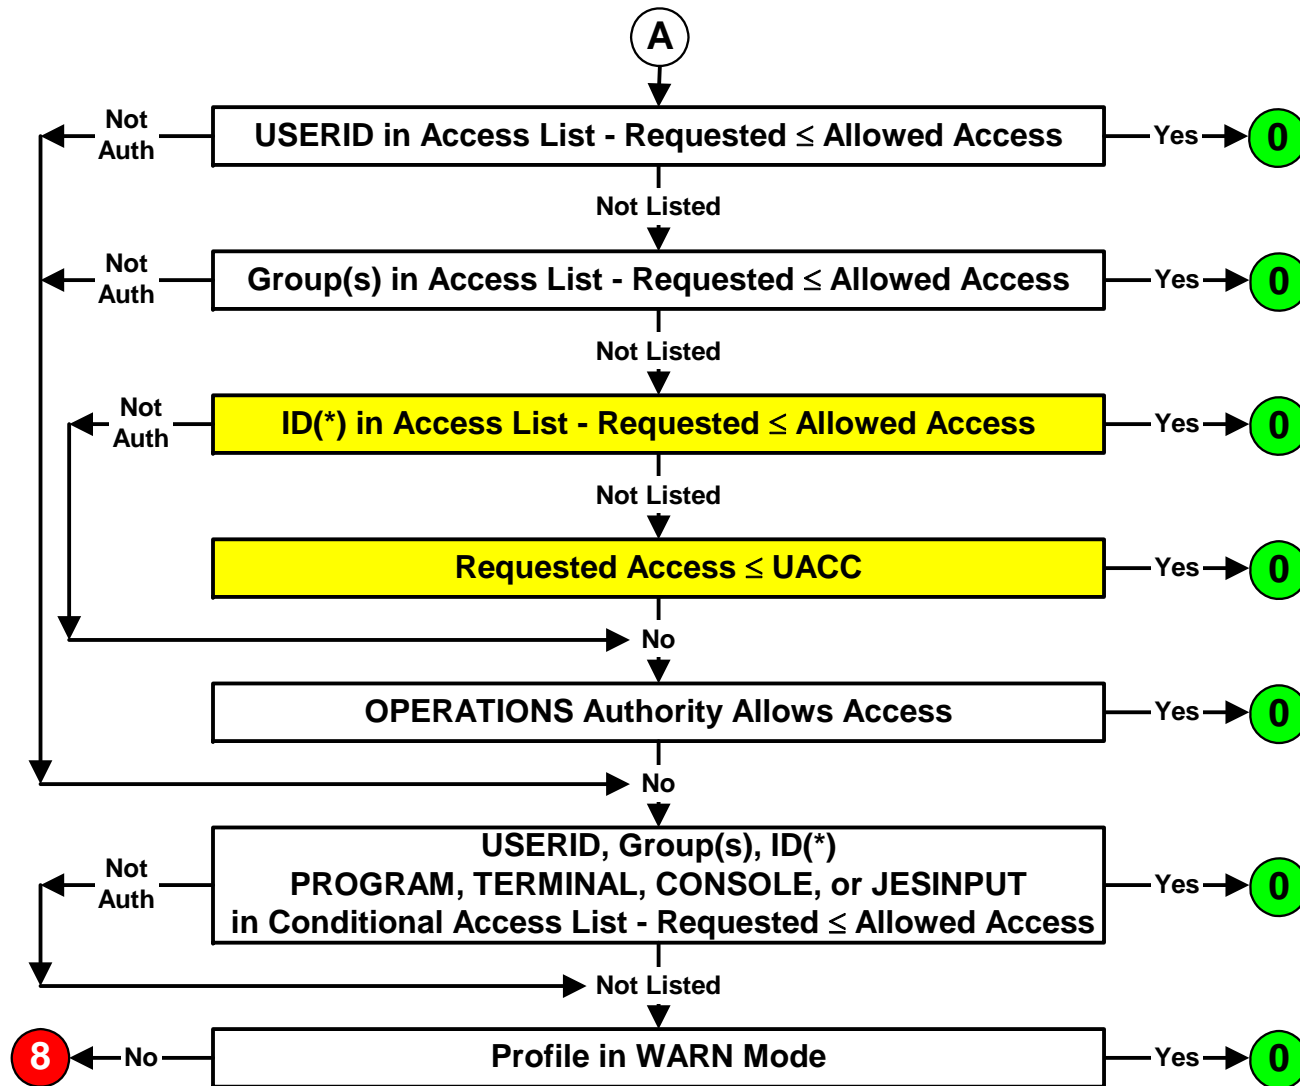 A
Not
Auth
USERID in Access List - Requested ≤ Allowed Access
Yes
0
Not Listed
Not
Auth
Group(s) in Access List - Requested ≤ Allowed Access
Yes
0
Not Listed
Not
Auth
ID(*) in Access List - Requested ≤ Allowed Access
Yes
0
Not Listed
Requested Access ≤ UACC
Yes
0
No
OPERATIONS Authority Allows Access
Yes
0
No
Not
Auth
USERID, Group(s), ID(*)
PROGRAM, TERMINAL, CONSOLE, or JESINPUT
in Conditional Access List - Requested ≤ Allowed Access
Yes
0
Not Listed
8
No
Profile in WARN Mode
Yes
0